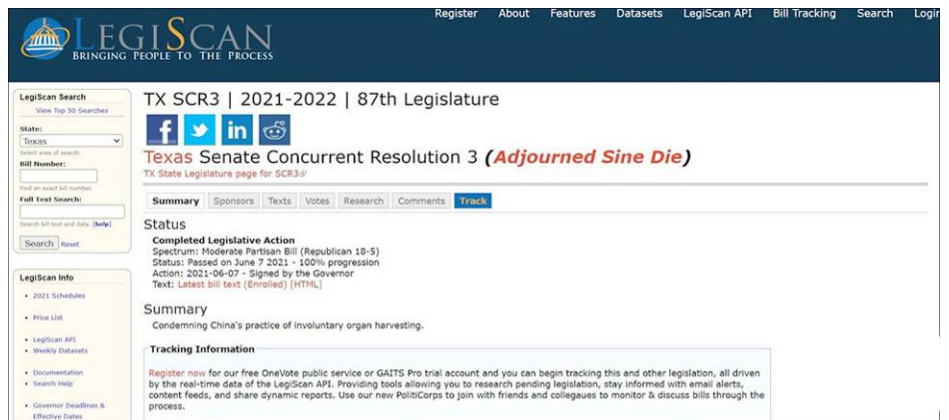 Register About Features Datasets LegiScan API Bill Tracking Search Login
LEGISCAN
BRINGING PEOPLE TO THE PROCESS
LegiScan Search
View Top 50 Searches
State:
Texas
Select area of search.
Bill Number:
Find an exact bill number.
Full Text Search:
Search bill text and data. [help]
Search Reset
LegiScan Info
• 2021 Schedules
• Price List
• LegiScan API
• Weekly Datasets
• Documentation
• Search Help
• Governor Deadlines &
Effective Dates
TX SCR3 | 2021-2022 | 87th Legislature
Texas Senate Concurrent Resolution 3 (Adjourned Sine Die)
TX State Legislature page for SCR3
Summary Sponsors Texts Votes Research Comments Track
Status
Completed Legislative Action
Spectrum: Moderate Partisan Bill (Republican 18-5)
Status: Passed on June 7 2021 - 100% progression
Action: 2021-06-07 - Signed by the Governor
Text: Latest bill text (Enrolled) [HTML]
Summary
Condemning China's practice of involuntary organ harvesting.
Tracking Information
Register now for our free OneVote public service or GAITS Pro trial account and you can begin tracking this and other legislation, all driven
by the real-time data of the LegiScan API. Providing tools allowing you to research pending legislation, stay informed with email alerts,
content feeds, and share dynamic reports. Use our new PolitiCorps to join with friends and collegaues to monitor & discuss bills through the
process.